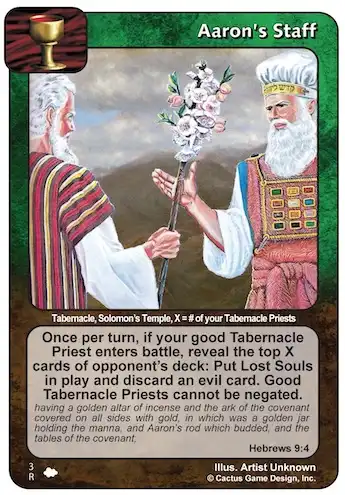 Aaron's Staff
Tabernacle, Solomon's Temple, X = # of your Tabernacle Priests
Once per turn, if your good Tabernacle
Priest enters battle, reveal the top X
cards of opponent's deck: Put Lost Souls
in play and discard an evil card. Good
Tabernacle Priests cannot be negated.
having a golden altar of incense and the ark of the covenant
covered on all sides with gold, in which was a golden jar
holding the manna, and Aaron's rod which budded, and the
tables of the covenant;
Hebrews 9:4
3
R
Illus. Artist Unknown
© Cactus Game Design, Inc.